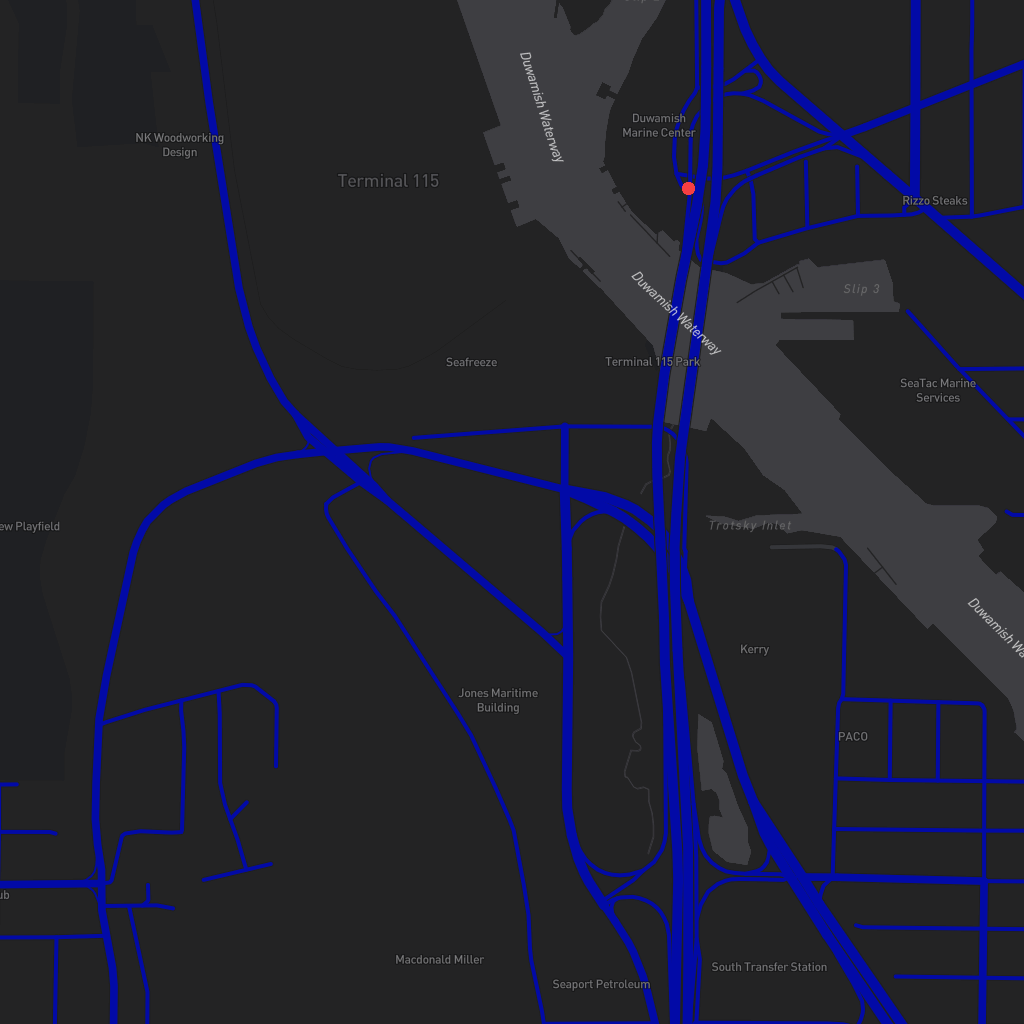 Slip 2
Duwamish Waterway
Duwamish
Marine Center
NK Woodworking
Design
Terminal 115
Rizzo Steaks
Slip 3
Duwamish Waterway
Seafreeze
Terminal 115 Park
SeaTac Marine
Services
ew Playfield
Trotsky Inlet
Duwamish Wa
Kerry
Jones Maritime
Building
PACO
ub
Macdonald Miller
South Transfer Station
Seaport Petroleum